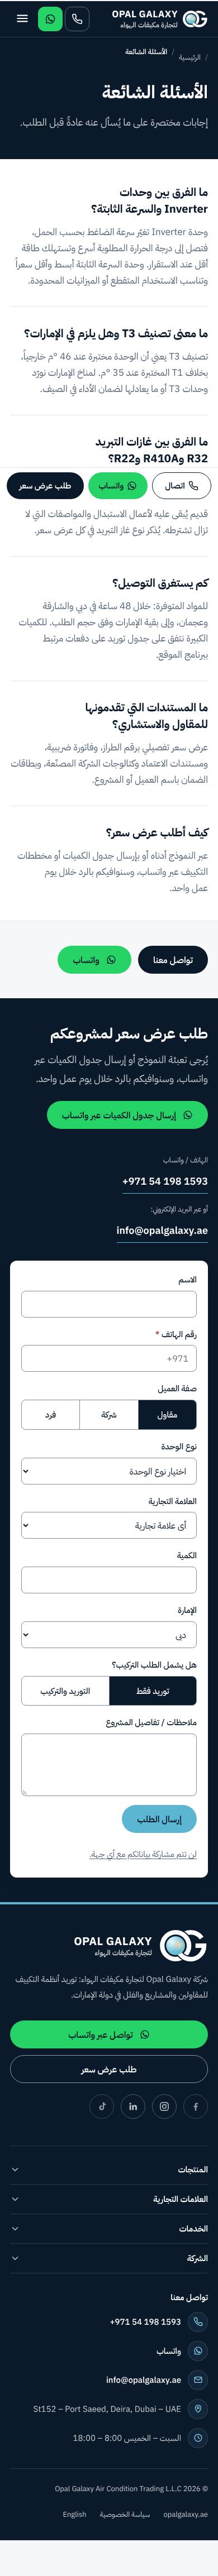 OPAL GALAXY
لتجارة مكيفات الهواء
الرئيسية / الأسئلة الشائعة
الأسئلة الشائعة
إجابات مختصرة على ما يُسأل عنه عادةً قبل الطلب.
ما الفرق بين وحدات
Inverter والسرعة الثابتة؟
وحدة Inverter تغيّر سرعة الضاغط بحسب الحمل،
فتصل إلى درجة الحرارة المطلوبة أسرع وتستهلك طاقة
أقل عند الاستقرار. وحدة السرعة الثابتة أبسط وأقل سعراً
وتناسب الاستخدام المتقطع أو الميزانيات المحدودة.
ما معنى تصنيف T3 وهل يلزم في الإمارات؟
تصنيف T3 يعني أن الوحدة مختبرة عند 46 °م خارجياً،
بخلاف T1 المختبرة عند 35 °م. لمناخ الإمارات نورّد
وحدات T3 أو ما يعادلها لضمان الأداء في الصيف.
ما الفرق بين غازات التبريد
R32 وR410A وR22؟
اتصال
واتساب
طلب عرض سعر
قديم يُبقى عليه لأعمال الاستبدال والمواصفات التي لا
تزال تشترطه. يُذكر نوع غاز التبريد في كل عرض سعر.
كم يستغرق التوصيل؟
للمواد المتوفرة: خلال 48 ساعة في دبي والشارقة
وعجمان، وإلى بقية الإمارات وفق حجم الطلب. للكميات
الكبيرة نتفق على جدول توريد على دفعات مرتبط
ببرنامج الموقع.
ما المستندات التي تقدمونها
للمقاول والاستشاري؟
عرض سعر تفصيلي برقم الطراز، وفاتورة ضريبية،
ومستندات الاعتماد وكتالوجات الشركة المصنّعة، وبطاقات
الضمان باسم العميل أو المشروع.
كيف أطلب عرض سعر؟
عبر النموذج أدناه أو بإرسال جدول الكميات أو مخططات
التكييف عبر واتساب، وسنوافيكم بالرد خلال يوم
عمل واحد.
تواصل معنا
واتساب
طلب عرض سعر لمشروعكم
يُرجى تعبئة النموذج أو إرسال جدول الكميات عبر
واتساب، وسنوافيكم بالرد خلال يوم عمل واحد.
إرسال جدول الكميات عبر واتساب
الهاتف / واتساب
+971 54 198 1593
أو عبر البريد الإلكتروني:
info@opalgalaxy.ae
الاسم
رقم الهاتف *
+971
صفة العميل
مقاول
شركة
فرد
نوع الوحدة
اختيار نوع الوحدة
العلامة التجارية
أي علامة تجارية
الكمية
الإمارة
دبي
هل يشمل الطلب التركيب؟
توريد فقط
التوريد والتركيب
ملاحظات / تفاصيل المشروع
إرسال الطلب
لن تتم مشاركة بياناتكم مع أي جهة.
OPAL GALAXY
لتجارة مكيفات الهواء
شركة Opal Galaxy لتجارة مكيفات الهواء: توريد أنظمة التكييف
للمقاولين والمشاريع والفلل في دولة الإمارات.
تواصل عبر واتساب
طلب عرض سعر
المنتجات
العلامات التجارية
الخدمات
الشركة
تواصل معنا
+971 54 198 1593
واتساب
info@opalgalaxy.ae
St152 – Port Saeed, Deira, Dubai – UAE
السبت – الخميس 8:00 – 18:00
© 2026 Opal Galaxy Air Condition Trading L.L.C
opalgalaxy.ae سياسة الخصوصية English